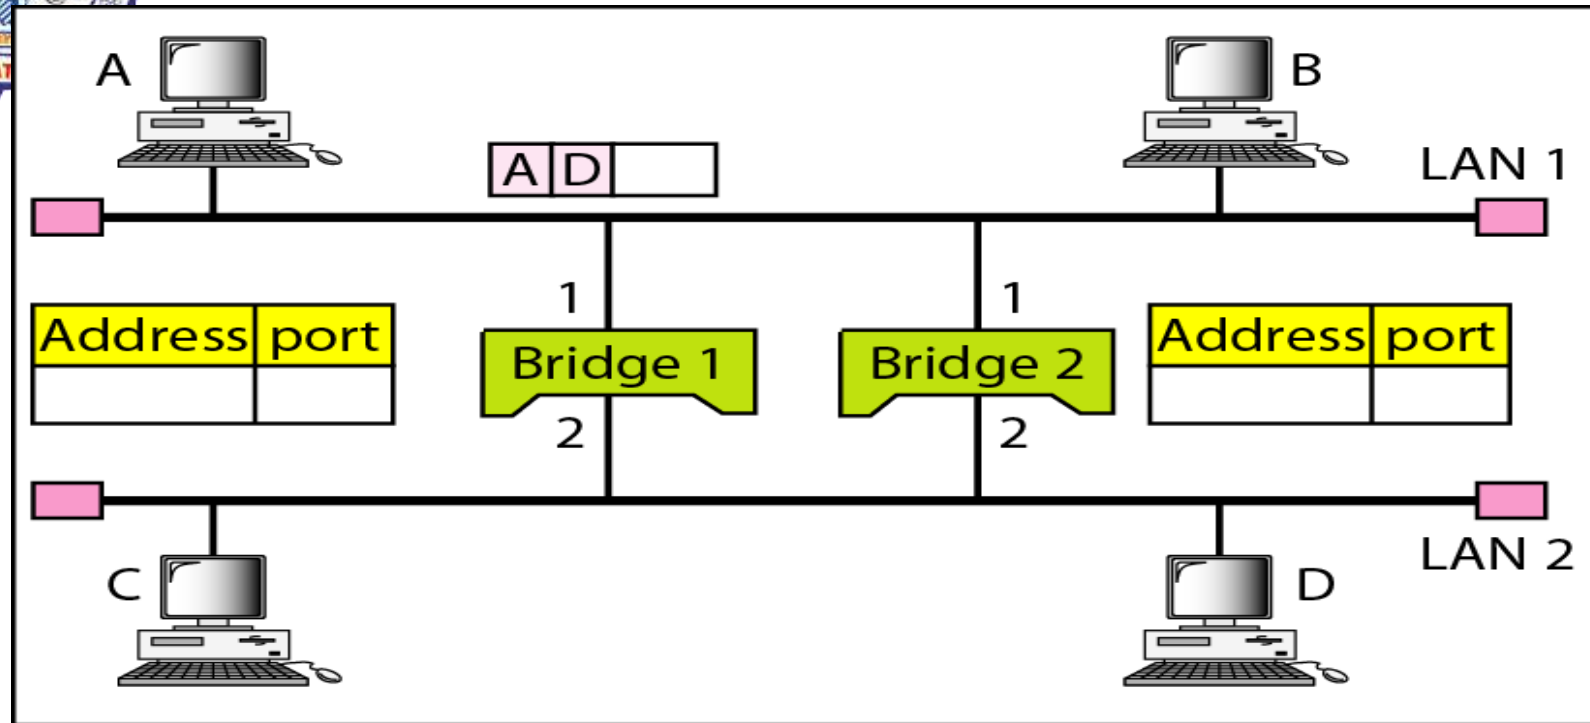 A
B
A D
LAN 1
1
1
Address port
Bridge 1
Bridge 2
Address port
2
2
C
D
LAN 2